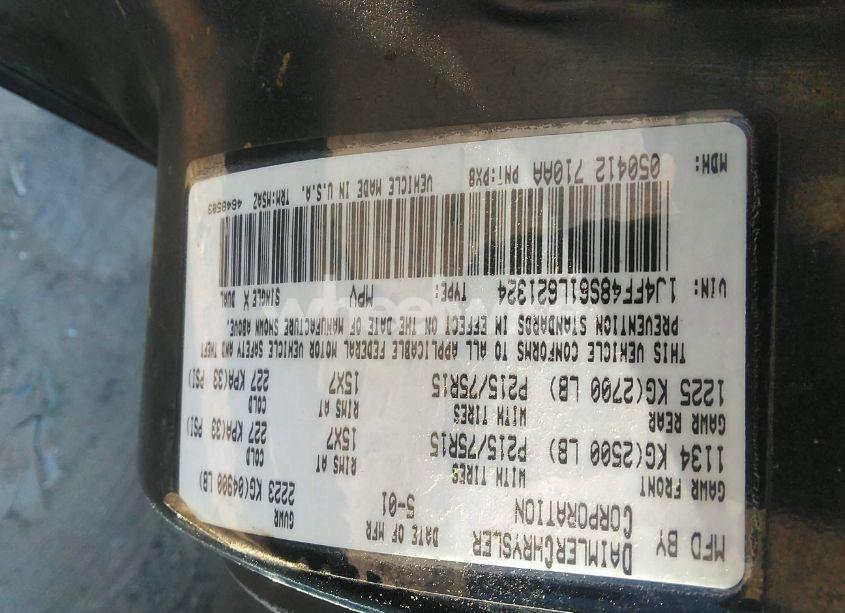 MFD BY DAIMLERCHRYSLER CORPORATION
DATE OF MFR 5-01
GVWR 2223 KG(04900 LB)
GAWR FRONT WITH TIRES RIMS AT COLD
1134 KG(2500 LB) P215/75R15 15X7 227 KPA(33 PSI)
GAWR REAR WITH TIRES RIMS AT COLD
1225 KG(2700 LB) P215/75R15 15X7 227 KPA(33 PSI)
THIS VEHICLE CONFORMS TO ALL APPLICABLE FEDERAL MOTOR VEHICLE SAFETY AND THEFT
PREVENTION STANDARDS IN EFFECT ON THE DATE OF MANUFACTURE SHOWN ABOVE.
VIN: 1J4FF48S61L621324 TYPE: MPV SINGLE X DUAL
MDH: 050412 710AA PNT:PX8 VEHICLE MADE IN U.S.A. TRM:M5AZ 4648503